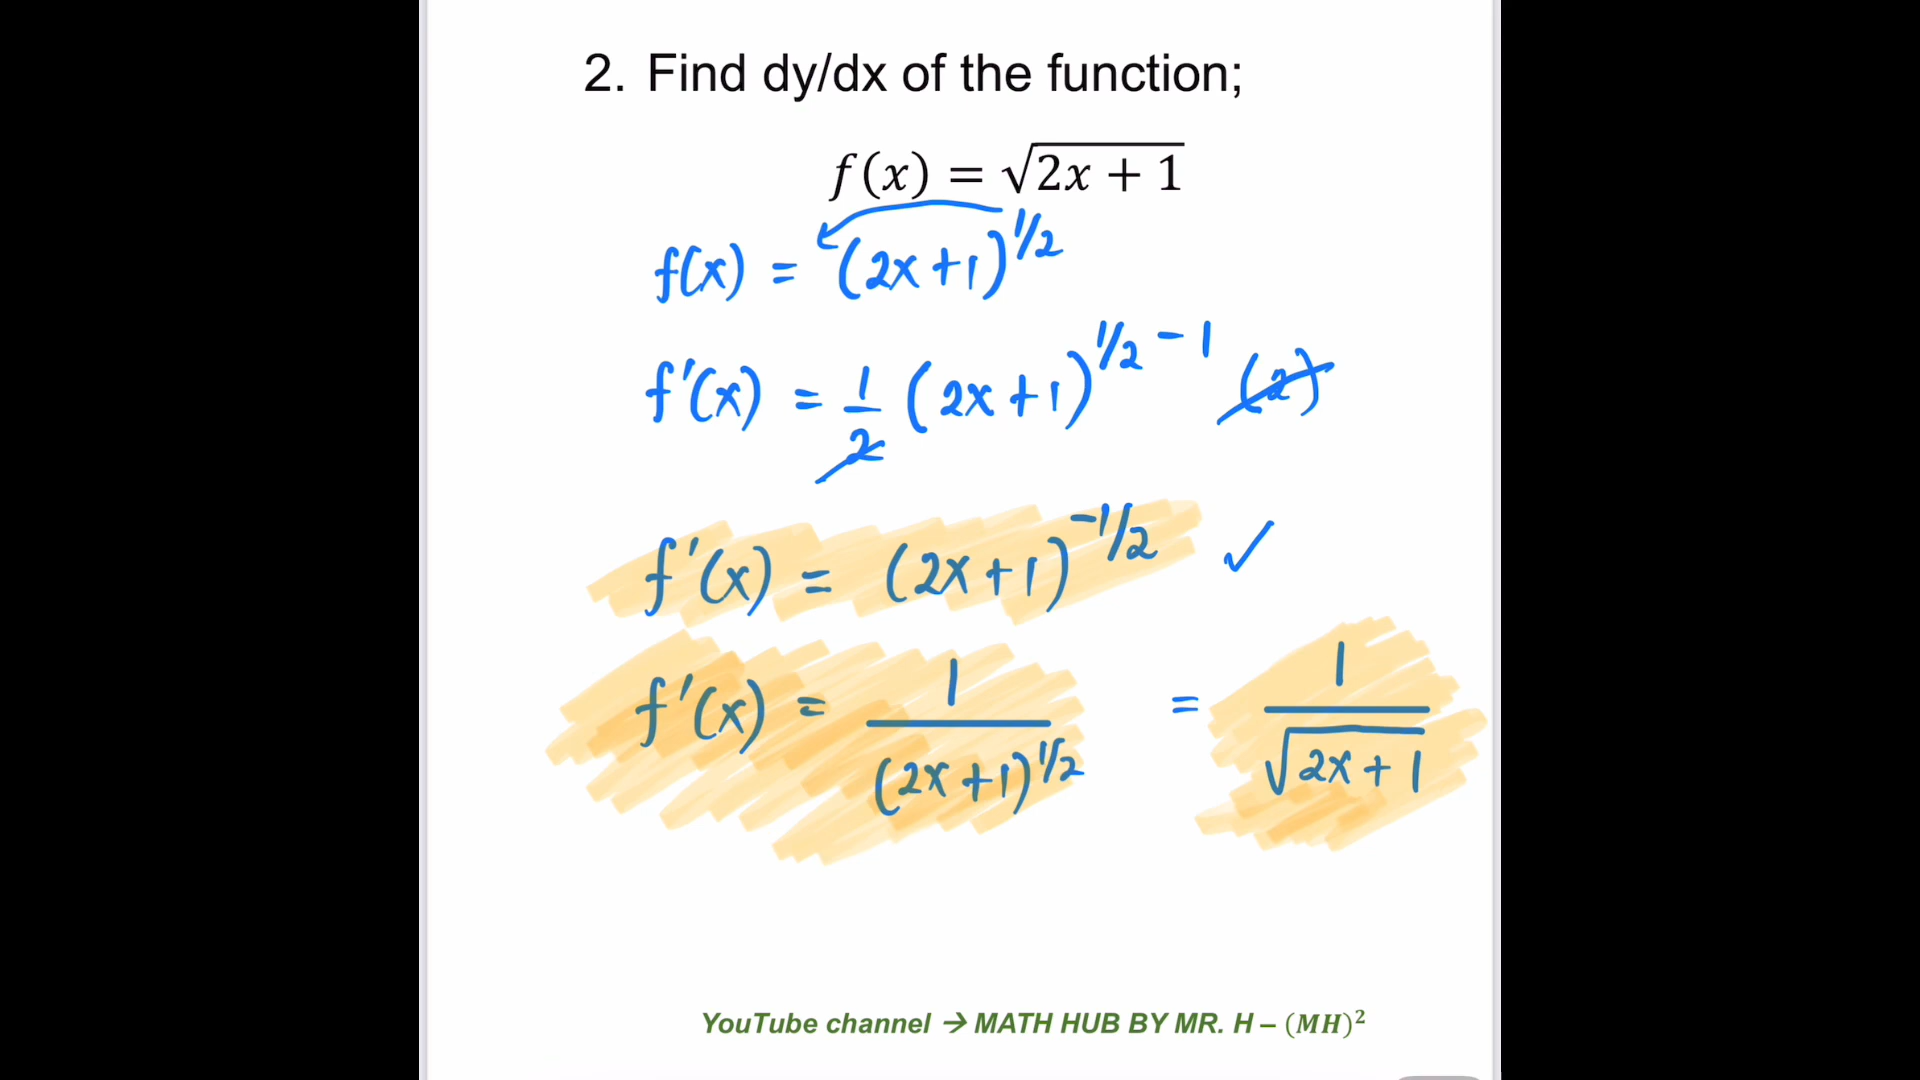 2. Find dy/dx of the function;
f(x) = √(2x + 1)
f(x) = (2x+1)^1/2
f'(x) = 1/2 (2x+1)^1/2 - 1 (2)
f'(x) = (2x+1)^-1/2 ✓
f'(x) = 1/(2x+1)^1/2 = 1/√(2x+1)
YouTube channel → MATH HUB BY MR. H – (MH)²